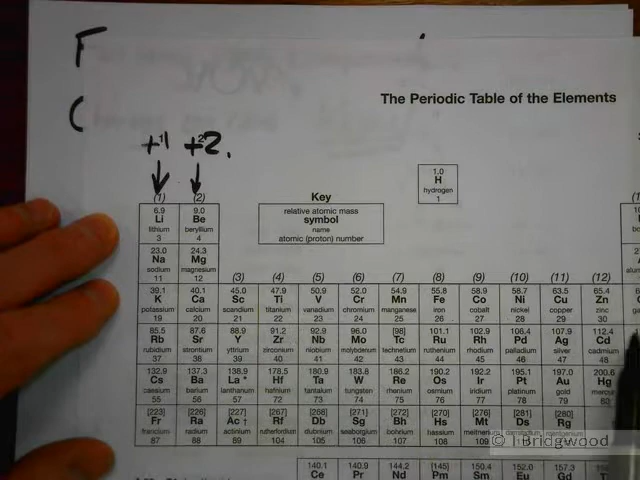 F
The Periodic Table of the Elements
+1 +2.
1.0
H
hydrogen
1
(1) (2)
Key
relative atomic mass
symbol
name
atomic (proton) number
6.9 9.0
Li Be
lithium beryllium
3 4
23.0 24.3
Na Mg
sodium magnesium
11 12
(3) (4) (5) (6) (7) (8) (9) (10) (11) (12)
39.1 40.1 45.0 47.9 50.9 52.0 54.9 55.8 58.9 58.7 63.5 65.4
K Ca Sc Ti V Cr Mn Fe Co Ni Cu Zn
potassium calcium scandium titanium vanadium chromium manganese iron cobalt nickel copper zinc
19 20 21 22 23 24 25 26 27 28 29 30
85.5 87.6 88.9 91.2 92.9 96.0 [98] 101.1 102.9 106.4 107.9 112.4
Rb Sr Y Zr Nb Mo Tc Ru Rh Pd Ag Cd
rubidium strontium yttrium zirconium niobium molybdenum technetium ruthenium rhodium palladium silver cadmium
37 38 39 40 41 42 43 44 45 46 47 48
132.9 137.3 138.9 178.5 180.9 183.8 186.2 190.2 192.2 195.1 197.0 200.6
Cs Ba La * Hf Ta W Re Os Ir Pt Au Hg
caesium barium lanthanum hafnium tantalum tungsten rhenium osmium iridium platinum gold
55 56 57 72 73 74 75 76 77 78 79
[223] [226] [227] [267] [268] [271] [272] [270] [276] [281] [280]
Fr Ra Ac † Rf Db Sg Bh Hs Mt Ds Rg
francium radium actinium rutherfordium dubnium seaborgium bohrium hassium
87 88 89 104 105 106 107 108 109
© I Bridgwood
140.1 140.9 144.2 [145] 150.4 152.0 157.3
Ce Pr Nd Pm Sm Eu Gd